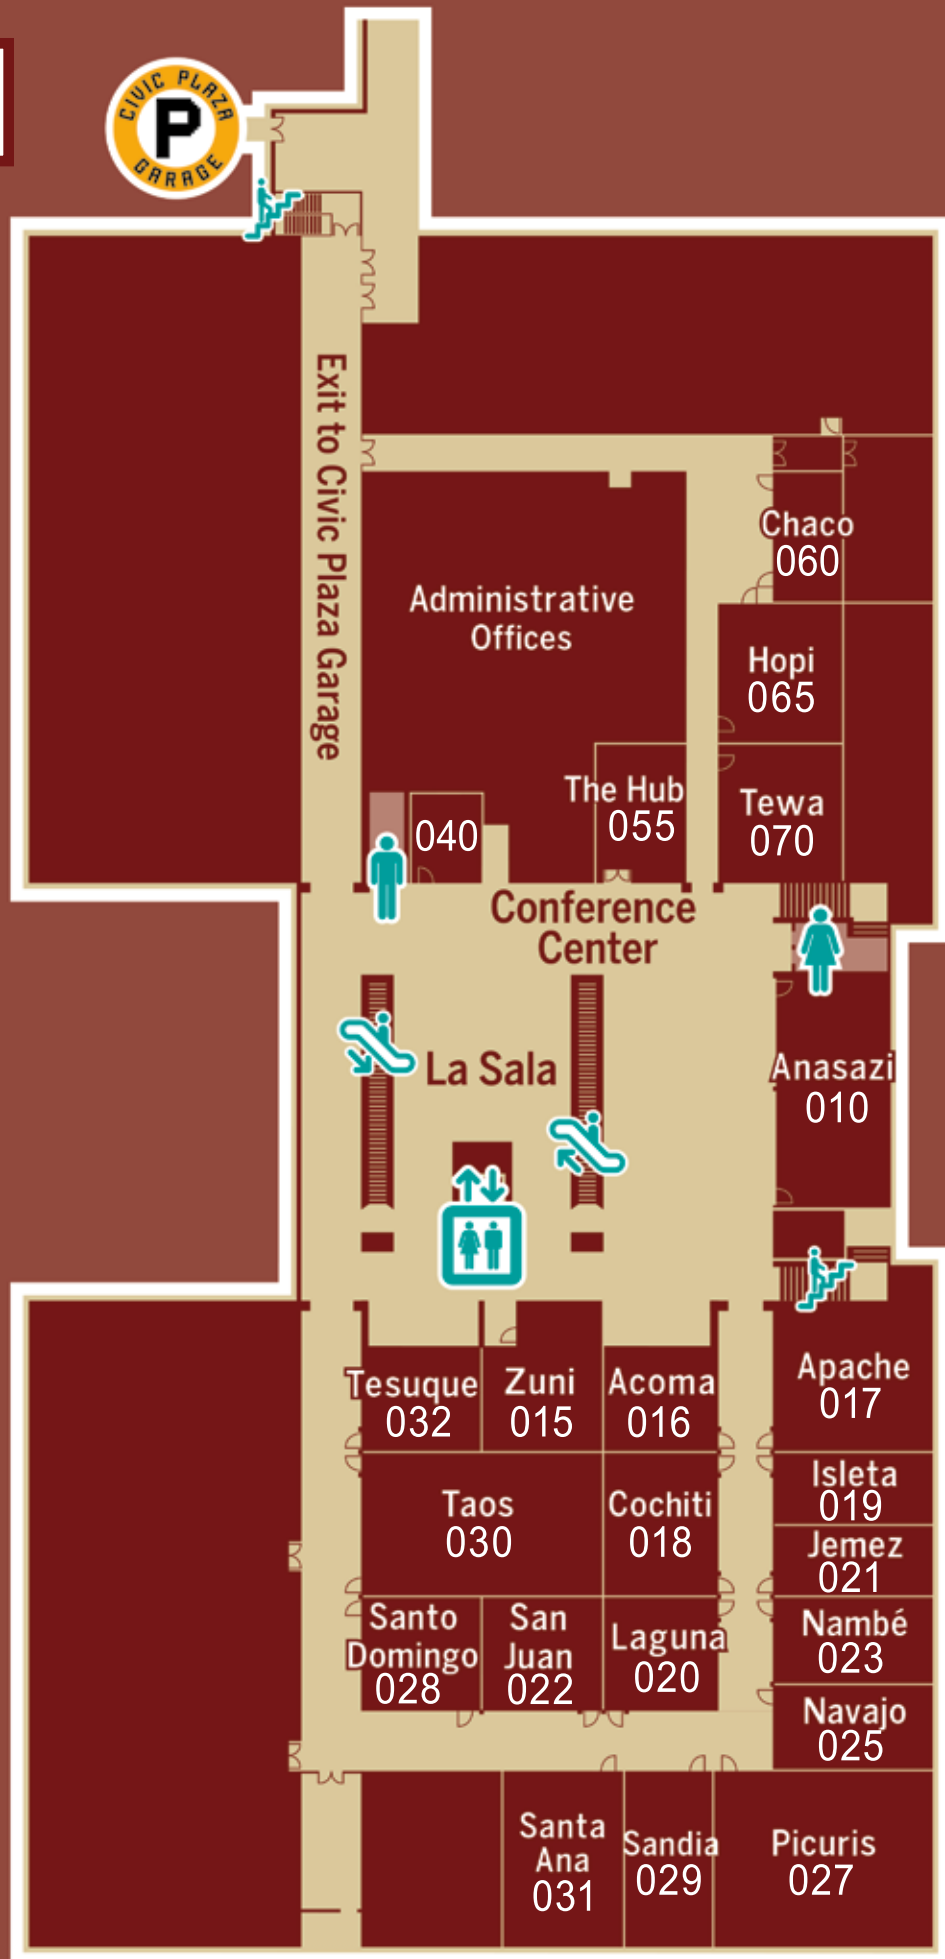 CIVIC PLAZA
P
GARAGE
Exit to Civic Plaza Garage
Chaco
060
Administrative
Offices
Hopi
065
The Hub
055
Tewa
070
040
Conference
Center
La Sala
Anasazi
010
Tesuque
032
Zuni
015
Acoma
016
Apache
017
Taos
030
Cochiti
018
Isleta
019
Jemez
021
Santo
Domingo
028
San
Juan
022
Laguna
020
Nambé
023
Navajo
025
Santa
Ana
031
Sandia
029
Picuris
027